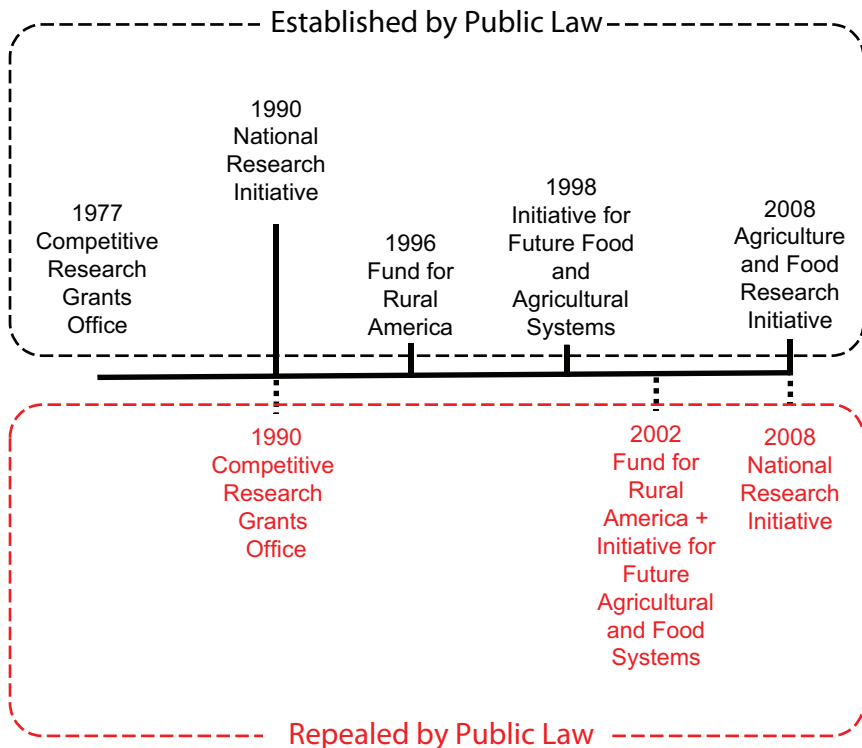 Established by Public Law
1977
Competitive
Research
Grants
Office
1990
National
Research
Initiative
1996
Fund for
Rural
America
1998
Initiative for
Future Food
and
Agricultural
Systems
2008
Agriculture
and Food
Research
Initiative
1990
Competitive
Research
Grants
Office
2002
Fund for
Rural
America +
Initiative for
Future
Agricultural
and Food
Systems
2008
National
Research
Initiative
Repealed by Public Law